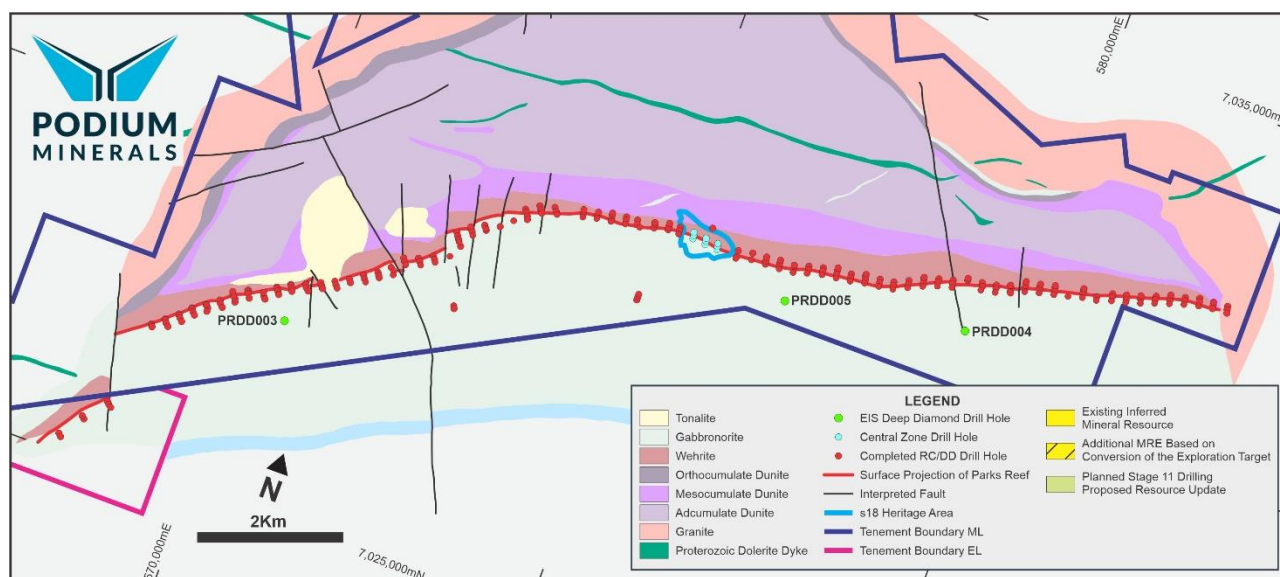 PODIUM
MINERALS
580,000mE
7,035,000mN
PRDD003
PRDD005
PRDD004
N
2Km
7,025,000mN
LEGEND
Tonalite
Gabbronorite
Wehrite
Orthocumulate Dunite
Mesocumulate Dunite
Adcumulate Dunite
Granite
Proterozoic Dolerite Dyke
EIS Deep Diamond Drill Hole
Central Zone Drill Hole
Completed RC/DD Drill Hole
Surface Projection of Parks Reef
Interpreted Fault
s18 Heritage Area
Tenement Boundary ML
Tenement Boundary EL
Existing Inferred
Mineral Resource
Additional MRE Based on
Conversion of the Exploration Target
Planned Stage 11 Drilling
Proposed Resource Update